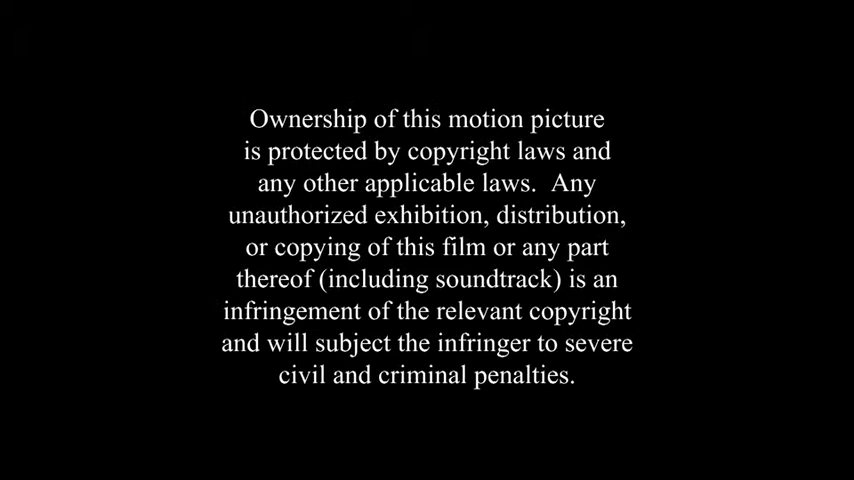 Ownership of this motion picture
is protected by copyright laws and
any other applicable laws.  Any
unauthorized exhibition, distribution,
or copying of this film or any part
thereof (including soundtrack) is an
infringement of the relevant copyright
and will subject the infringer to severe
civil and criminal penalties.